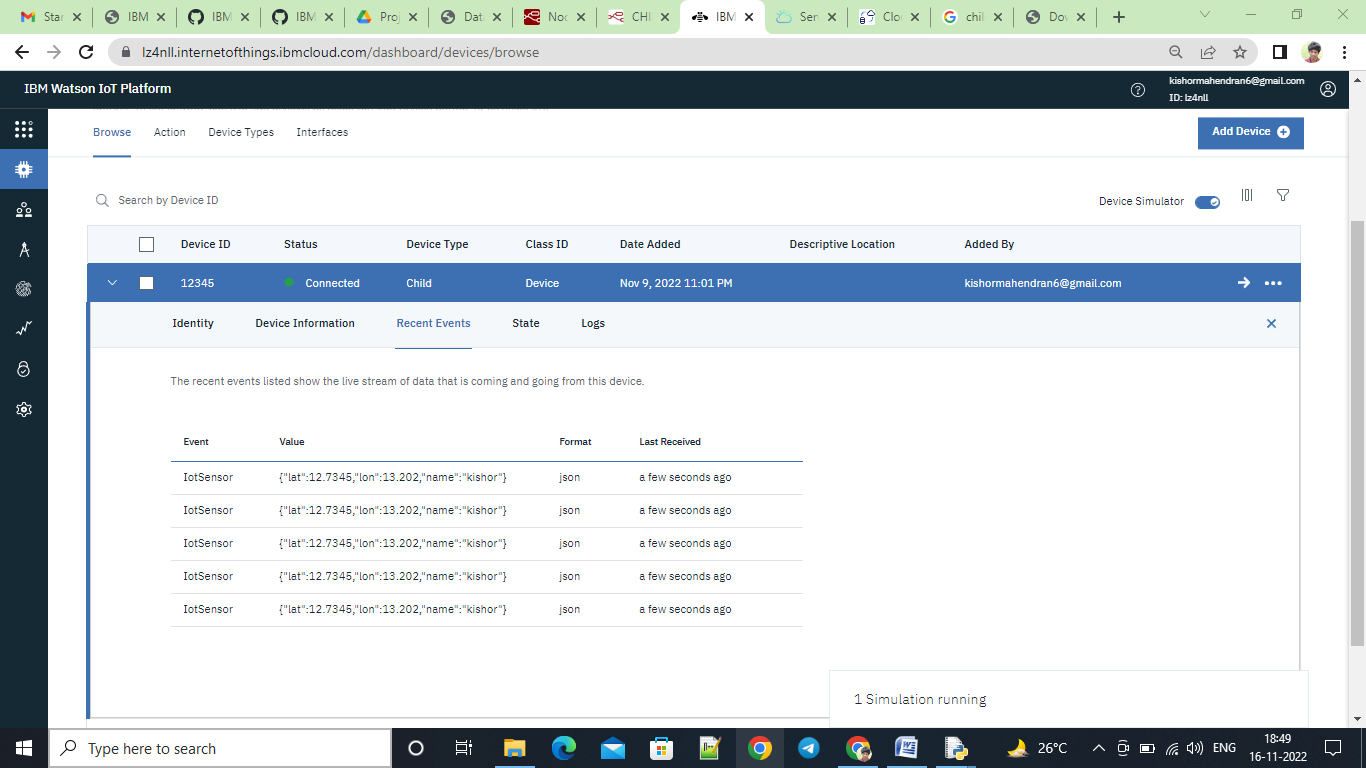 Star IBM IBM IBM Proj Data Noc CHI IBM Ser Clou chil Dov
lz4nll.internetofthings.ibmcloud.com/dashboard/devices/browse
IBM Watson IoT Platform
kishormahendran6@gmail.com
ID: lz4nll
Browse Action Device Types Interfaces
Add Device
Search by Device ID
Device Simulator
Device ID Status Device Type Class ID Date Added Descriptive Location Added By
12345 Connected Child Device Nov 9, 2022 11:01 PM kishormahendran6@gmail.com
Identity Device Information Recent Events State Logs
The recent events listed show the live stream of data that is coming and going from this device.
Event Value Format Last Received
IotSensor {"lat":12.7345,"lon":13.202,"name":"kishor"} json a few seconds ago
IotSensor {"lat":12.7345,"lon":13.202,"name":"kishor"} json a few seconds ago
IotSensor {"lat":12.7345,"lon":13.202,"name":"kishor"} json a few seconds ago
IotSensor {"lat":12.7345,"lon":13.202,"name":"kishor"} json a few seconds ago
IotSensor {"lat":12.7345,"lon":13.202,"name":"kishor"} json a few seconds ago
1 Simulation running
Type here to search
26°C
ENG
18:49
16-11-2022